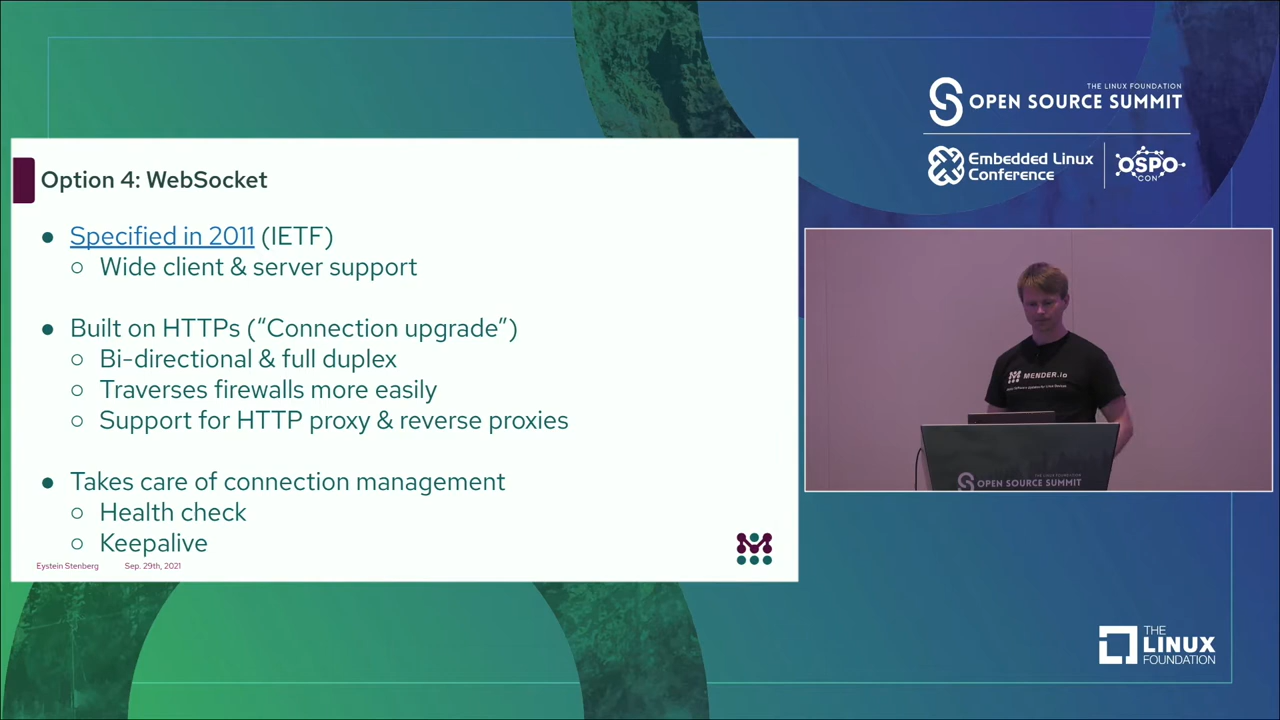 THE LINUX FOUNDATION
OPEN SOURCE SUMMIT
Embedded Linux
Conference
OSPO
CON
Option 4: WebSocket
● Specified in 2011 (IETF)
○ Wide client & server support
● Built on HTTPs (“Connection upgrade”)
○ Bi-directional & full duplex
○ Traverses firewalls more easily
○ Support for HTTP proxy & reverse proxies
● Takes care of connection management
○ Health check
○ Keepalive
Eystein Stenberg Sep. 29th, 2021
MENDER.io
THE LINUX FOUNDATION
OPEN SOURCE SUMMIT
THE
LINUX
FOUNDATION